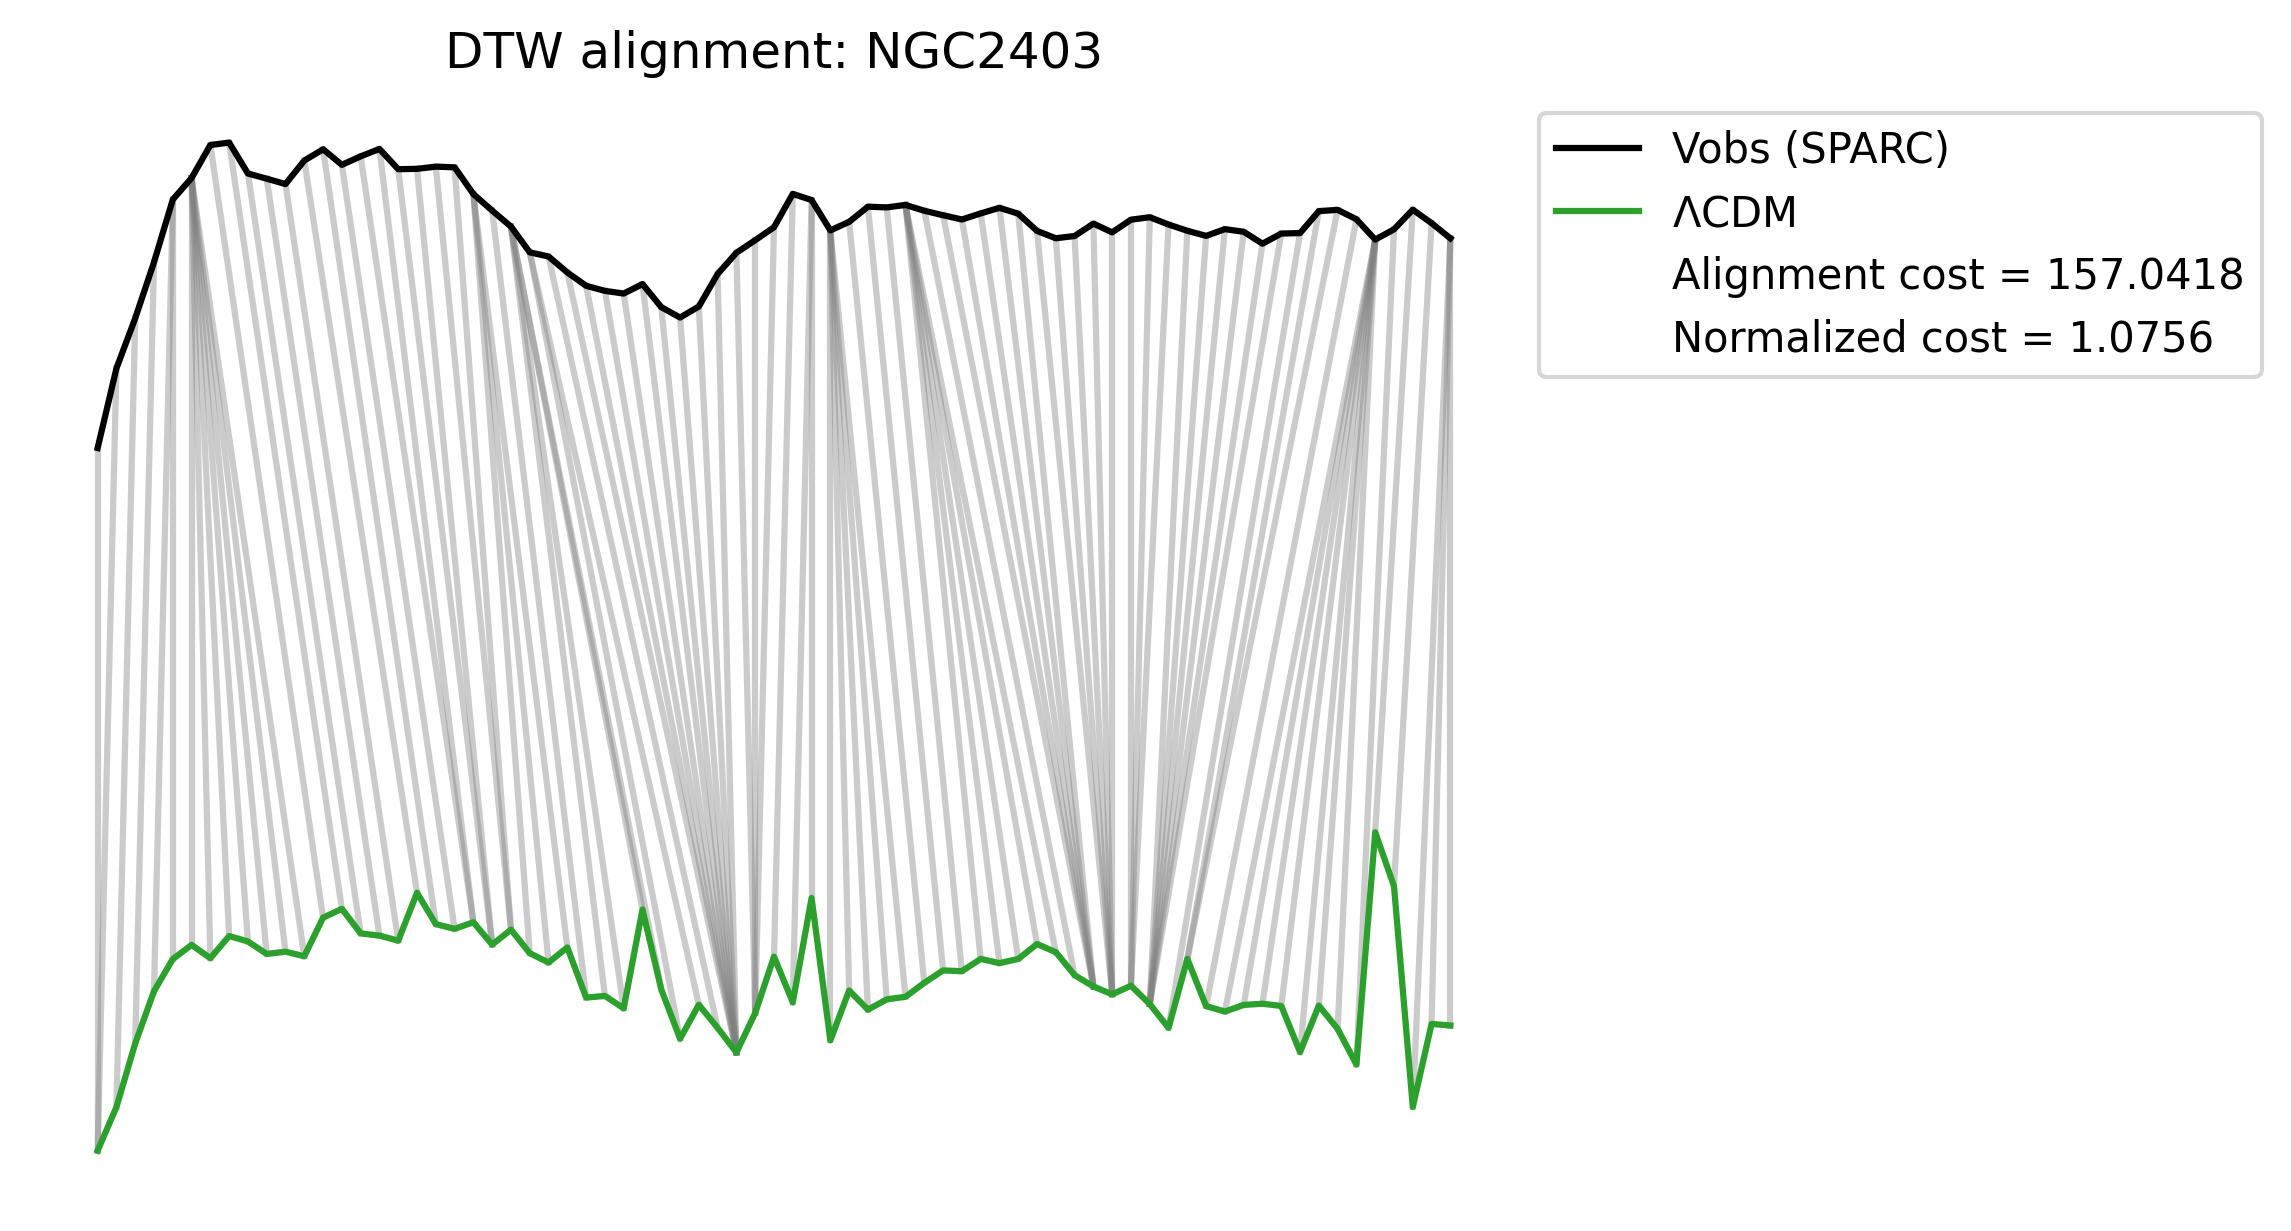 DTW alignment: NGC2403
Vobs (SPARC)
ΛCDM
Alignment cost = 157.0418
Normalized cost = 1.0756